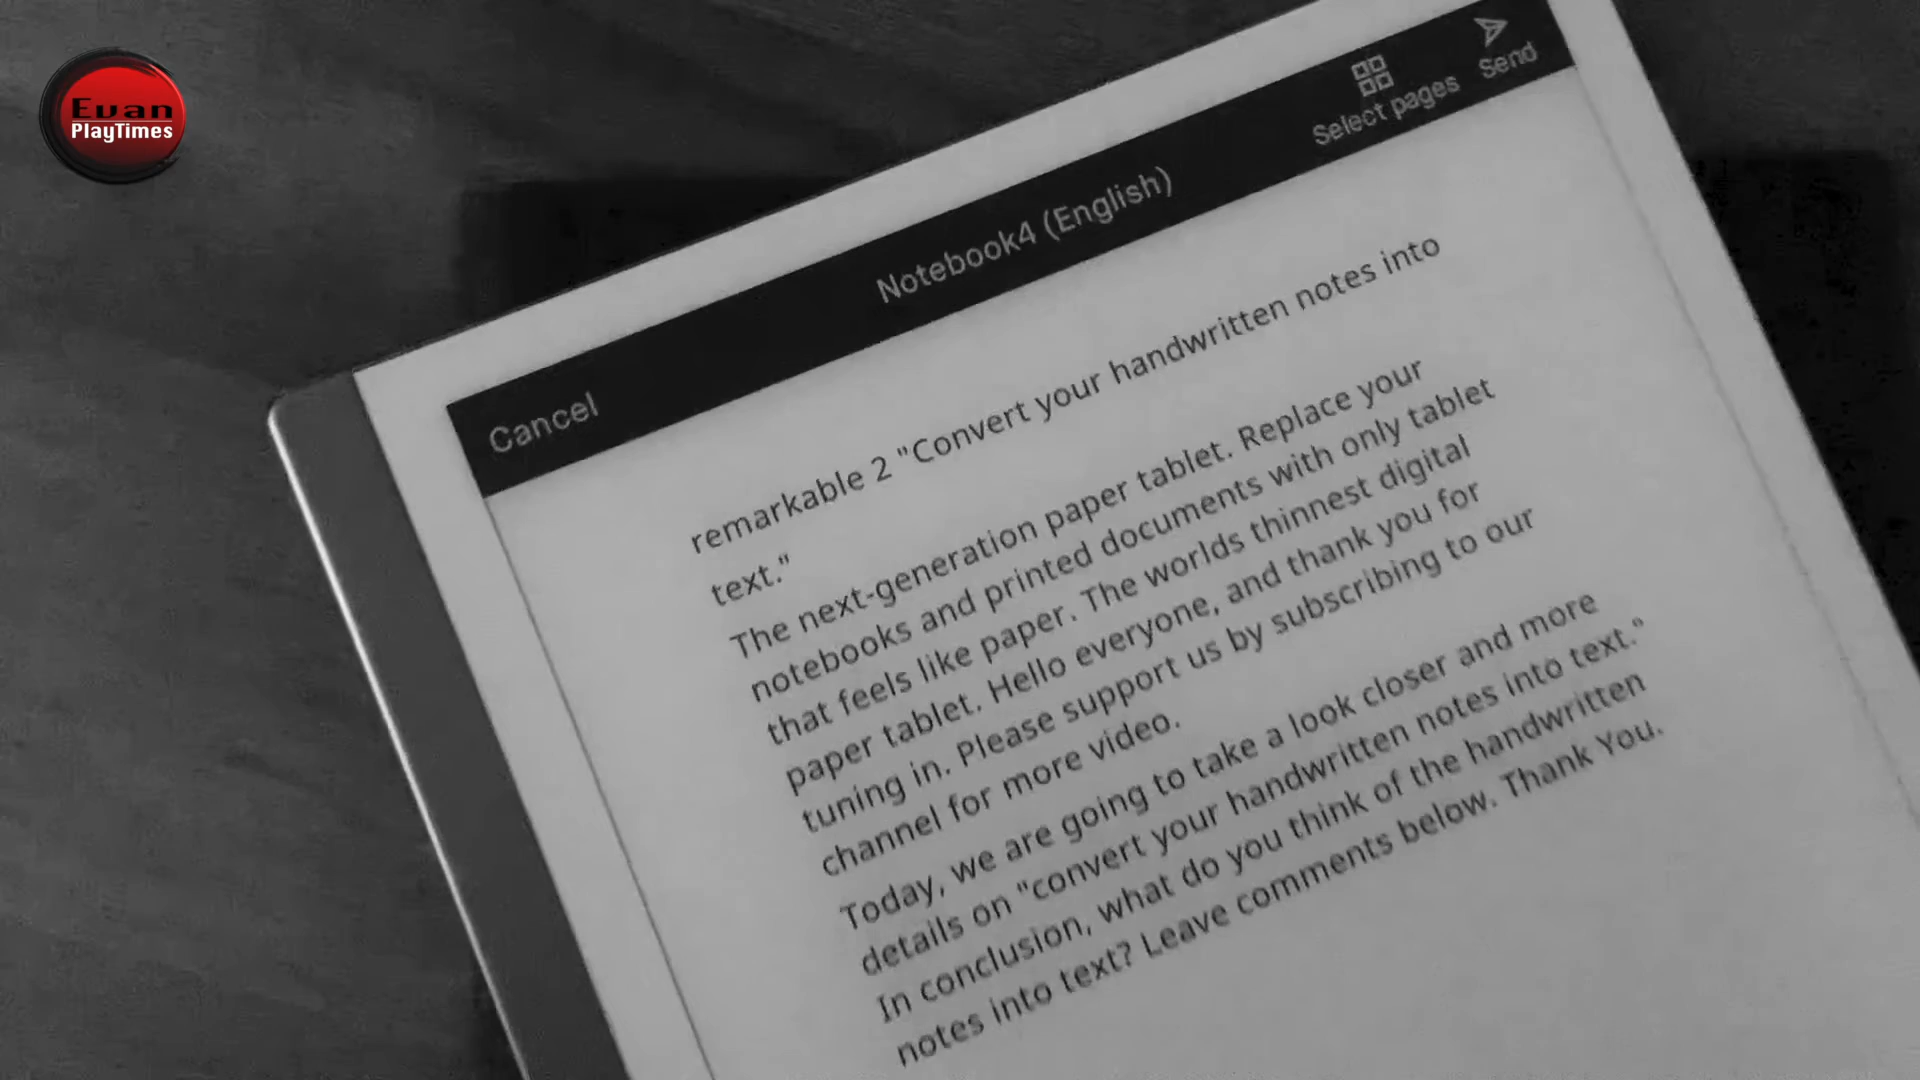 Evan
PlayTimes
Send
Select pages
Notebook4 (English)
Cancel
remarkable 2 "Convert your handwritten notes into
text."
The next-generation paper tablet. Replace your
notebooks and printed documents with only tablet
that feels like paper. The worlds thinnest digital
paper tablet. Hello everyone, and thank you for
tuning in. Please support us by subscribing to our
channel for more video.
Today, we are going to take a look closer and more
details on "convert your handwritten notes into text."
In conclusion, what do you think of the handwritten
notes into text? Leave comments below. Thank You.